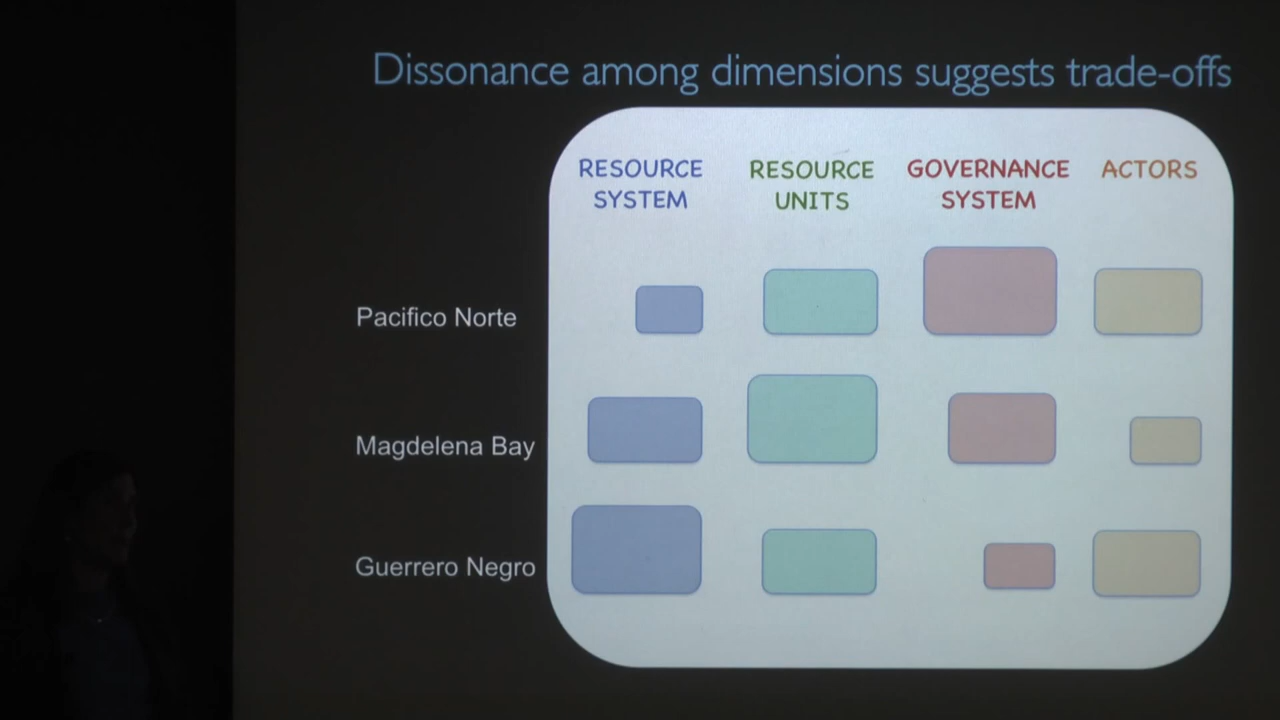 Dissonance among dimensions suggests trade-offs
RESOURCE SYSTEM
RESOURCE UNITS
GOVERNANCE SYSTEM
ACTORS
Pacifico Norte
Magdelena Bay
Guerrero Negro